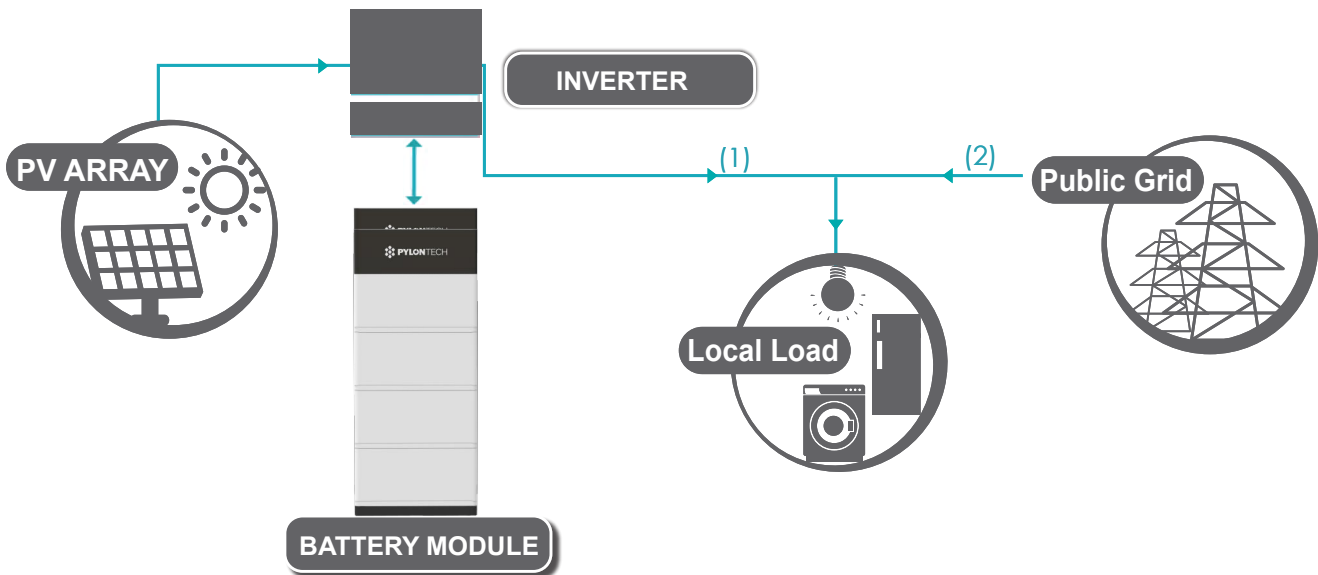 INVERTER
PV ARRAY
(1)
(2)
Public Grid
PYLONTECH
Local Load
BATTERY MODULE